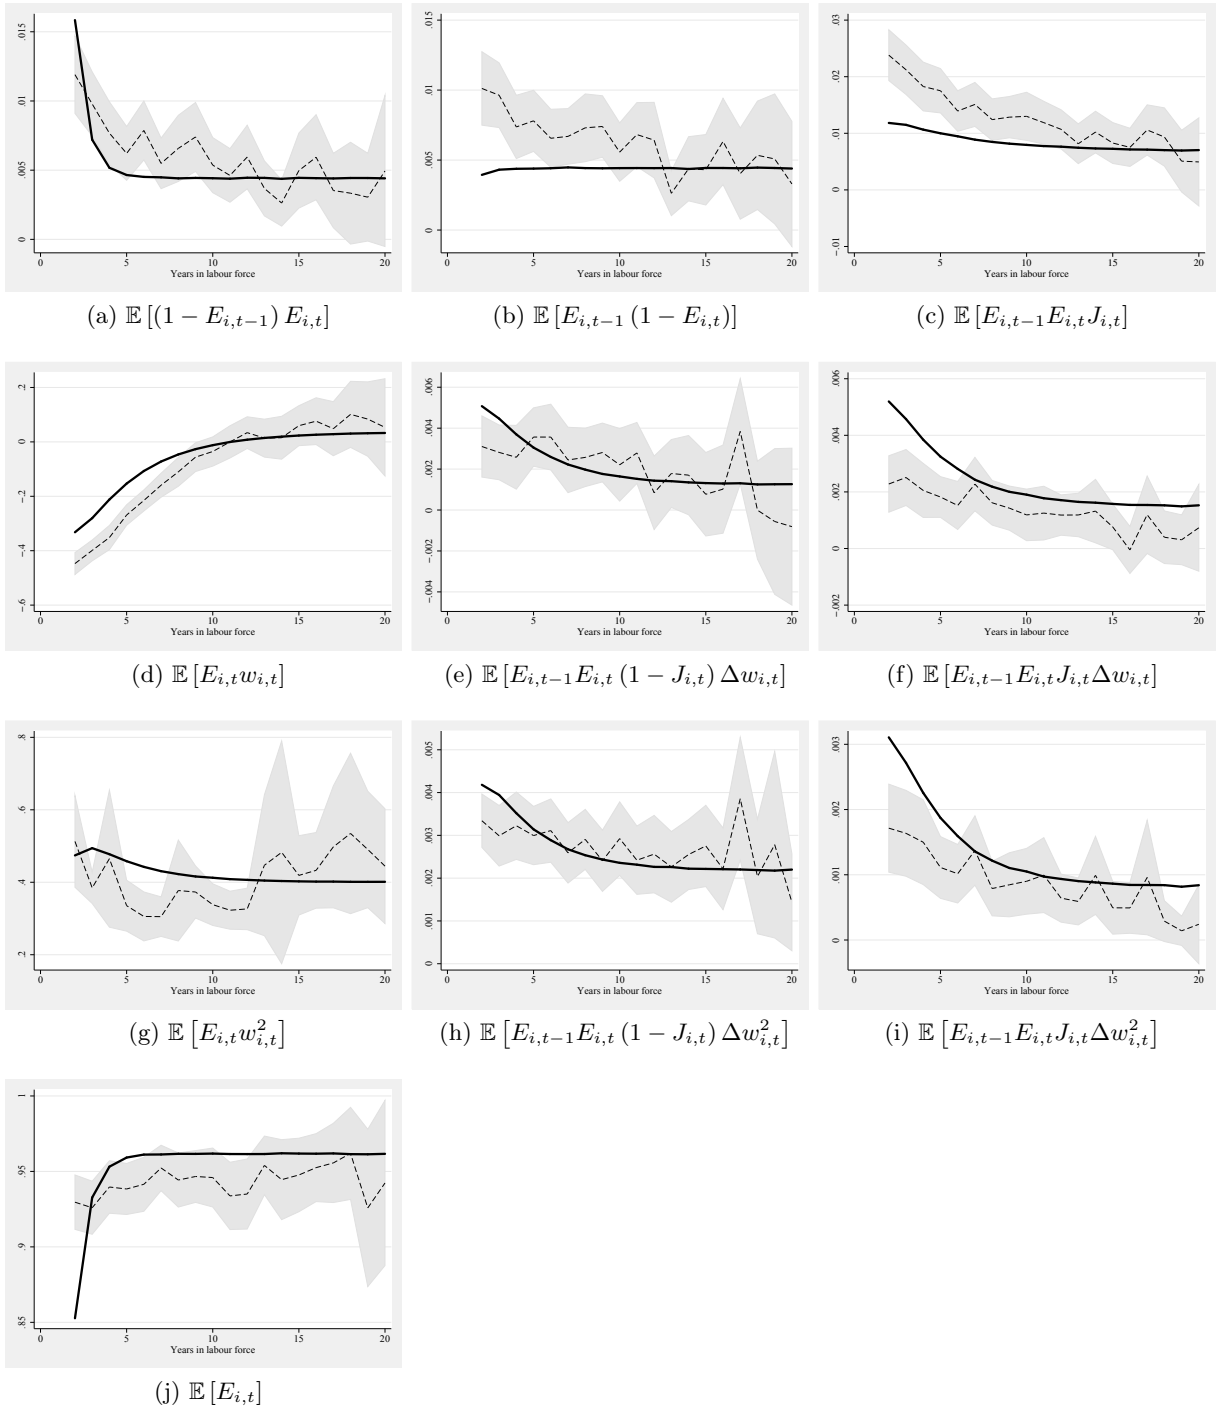 .015
.01
.005
0
0 5 10 15 20
Years in labour force
(a) 𝔼 [(1 − E_{i,t−1}) E_{i,t}]
.015
.01
.005
0
0 5 10 15 20
Years in labour force
(b) 𝔼 [E_{i,t−1} (1 − E_{i,t})]
.03
.02
.01
0
−.01
0 5 10 15 20
Years in labour force
(c) 𝔼 [E_{i,t−1}E_{i,t}J_{i,t}]
.2
0
−.2
−.4
−.6
0 5 10 15 20
Years in labour force
(d) 𝔼 [E_{i,t}w_{i,t}]
.006
.004
.002
0
−.002
−.004
0 5 10 15 20
Years in labour force
(e) 𝔼 [E_{i,t−1}E_{i,t} (1 − J_{i,t}) Δw_{i,t}]
.006
.004
.002
0
−.002
0 5 10 15 20
Years in labour force
(f) 𝔼 [E_{i,t−1}E_{i,t}J_{i,t}Δw_{i,t}]
.8
.6
.4
.2
0 5 10 15 20
Years in labour force
(g) 𝔼 [E_{i,t}w²_{i,t}]
.005
.004
.003
.002
.001
0
0 5 10 15 20
Years in labour force
(h) 𝔼 [E_{i,t−1}E_{i,t} (1 − J_{i,t}) Δw²_{i,t}]
.003
.002
.001
0
0 5 10 15 20
Years in labour force
(i) 𝔼 [E_{i,t−1}E_{i,t}J_{i,t}Δw²_{i,t}]
1
.95
.9
.85
0 5 10 15 20
Years in labour force
(j) 𝔼 [E_{i,t}]